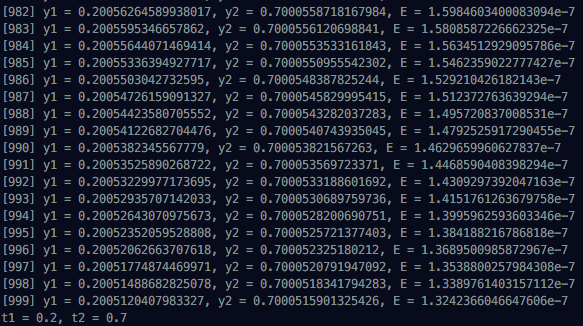 [982] y1 = 0.20056264589938017, y2 = 0.7000558718167984, E = 1.5984603400083094e-7
[983] y1 = 0.2005595346657862, y2 = 0.7000556120698841, E = 1.5808587226662325e-7
[984] y1 = 0.20055644071469414, y2 = 0.7000553533161843, E = 1.5634512929095786e-7
[985] y1 = 0.20055336394927717, y2 = 0.7000550955542302, E = 1.5462359022777427e-7
[986] y1 = 0.2005503042732595, y2 = 0.7000548387825244, E = 1.529210426182143e-7
[987] y1 = 0.20054726159091327, y2 = 0.7000545829995415, E = 1.512372763639294e-7
[988] y1 = 0.20054423580705552, y2 = 0.7000543282037283, E = 1.495720837008531e-7
[989] y1 = 0.20054122682704476, y2 = 0.7000540743935045, E = 1.4792525917290455e-7
[990] y1 = 0.2005382345567779, y2 = 0.700053821567263, E = 1.4629659960627837e-7
[991] y1 = 0.20053525890268722, y2 = 0.700053569723371, E = 1.4468590408398294e-7
[992] y1 = 0.20053229977173695, y2 = 0.7000533188601692, E = 1.4309297392047163e-7
[993] y1 = 0.20052935707142033, y2 = 0.7000530689759736, E = 1.4151761263679758e-7
[994] y1 = 0.20052643070975673, y2 = 0.7000528200690751, E = 1.3995962593603346e-7
[995] y1 = 0.20052352059528808, y2 = 0.7000525721377403, E = 1.384188216786818e-7
[996] y1 = 0.20052062663707618, y2 = 0.700052325180212, E = 1.3689500985872967e-7
[997] y1 = 0.20051774874469971, y2 = 0.7000520791947092, E = 1.3538800257984308e-7
[998] y1 = 0.20051488682825078, y2 = 0.7000518341794283, E = 1.3389761403157112e-7
[999] y1 = 0.2005120407983327, y2 = 0.7000515901325426, E = 1.3242366046647606e-7
t1 = 0.2, t2 = 0.7